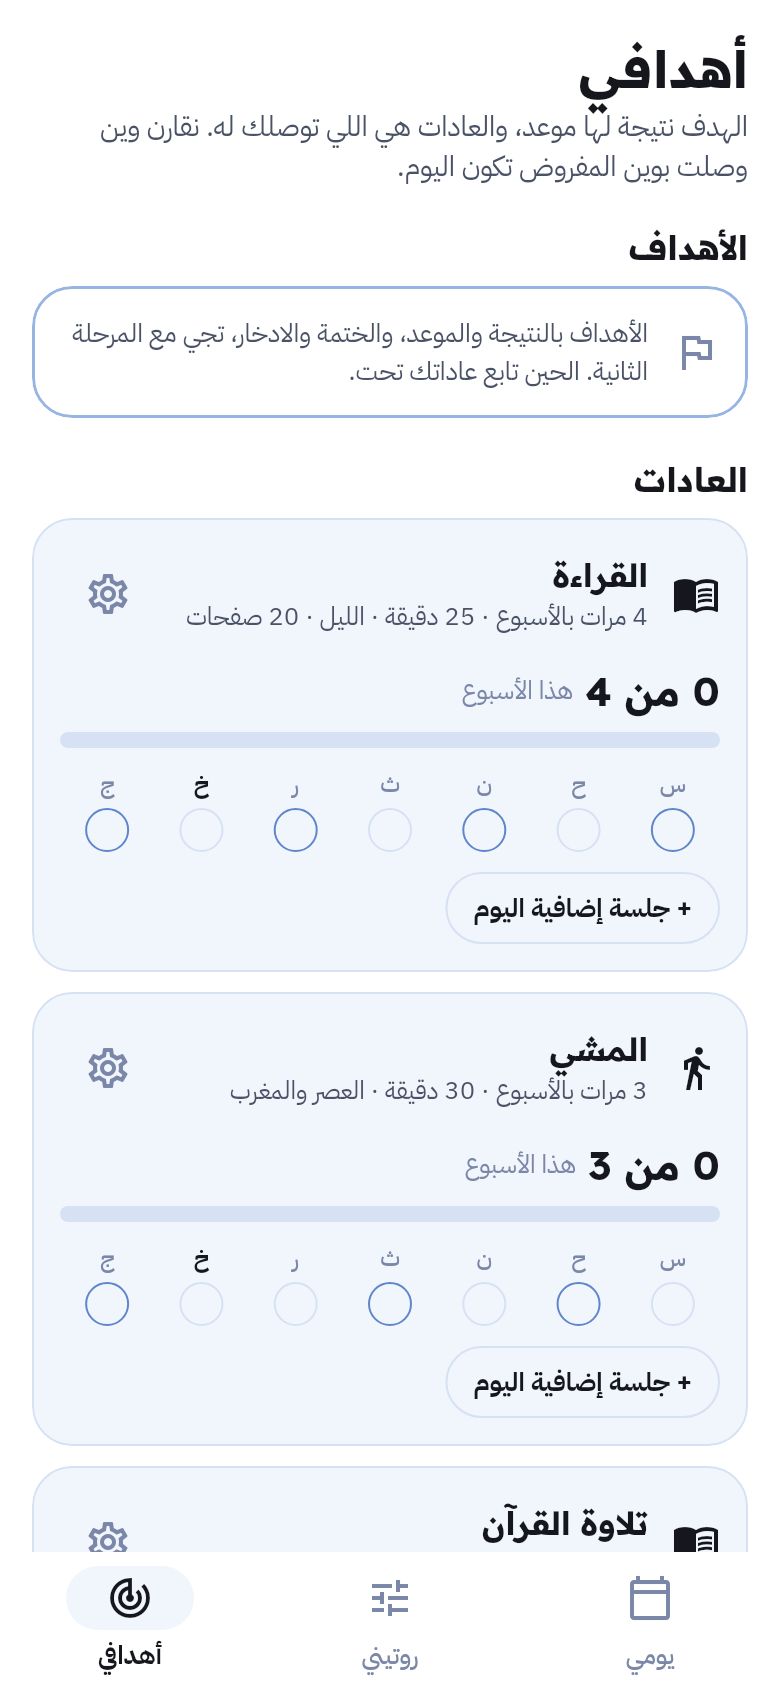 أهدافي
الهدف نتيجة لها موعد، والعادات هي اللي توصلك له. نقارن وين
وصلت بوين المفروض تكون اليوم.
الأهداف
الأهداف بالنتيجة والموعد، والختمة والادخار، تجي مع المرحلة
الثانية. الحين تابع عاداتك تحت.
العادات
القراءة
4 مرات بالأسبوع · 25 دقيقة · الليل · 20 صفحات
0 من 4 هذا الأسبوع
س ح ن ث ر خ ج
+ جلسة إضافية اليوم
المشي
3 مرات بالأسبوع · 30 دقيقة · العصر والمغرب
0 من 3 هذا الأسبوع
س ح ن ث ر خ ج
+ جلسة إضافية اليوم
تلاوة القرآن
يومي روتيني أهدافي